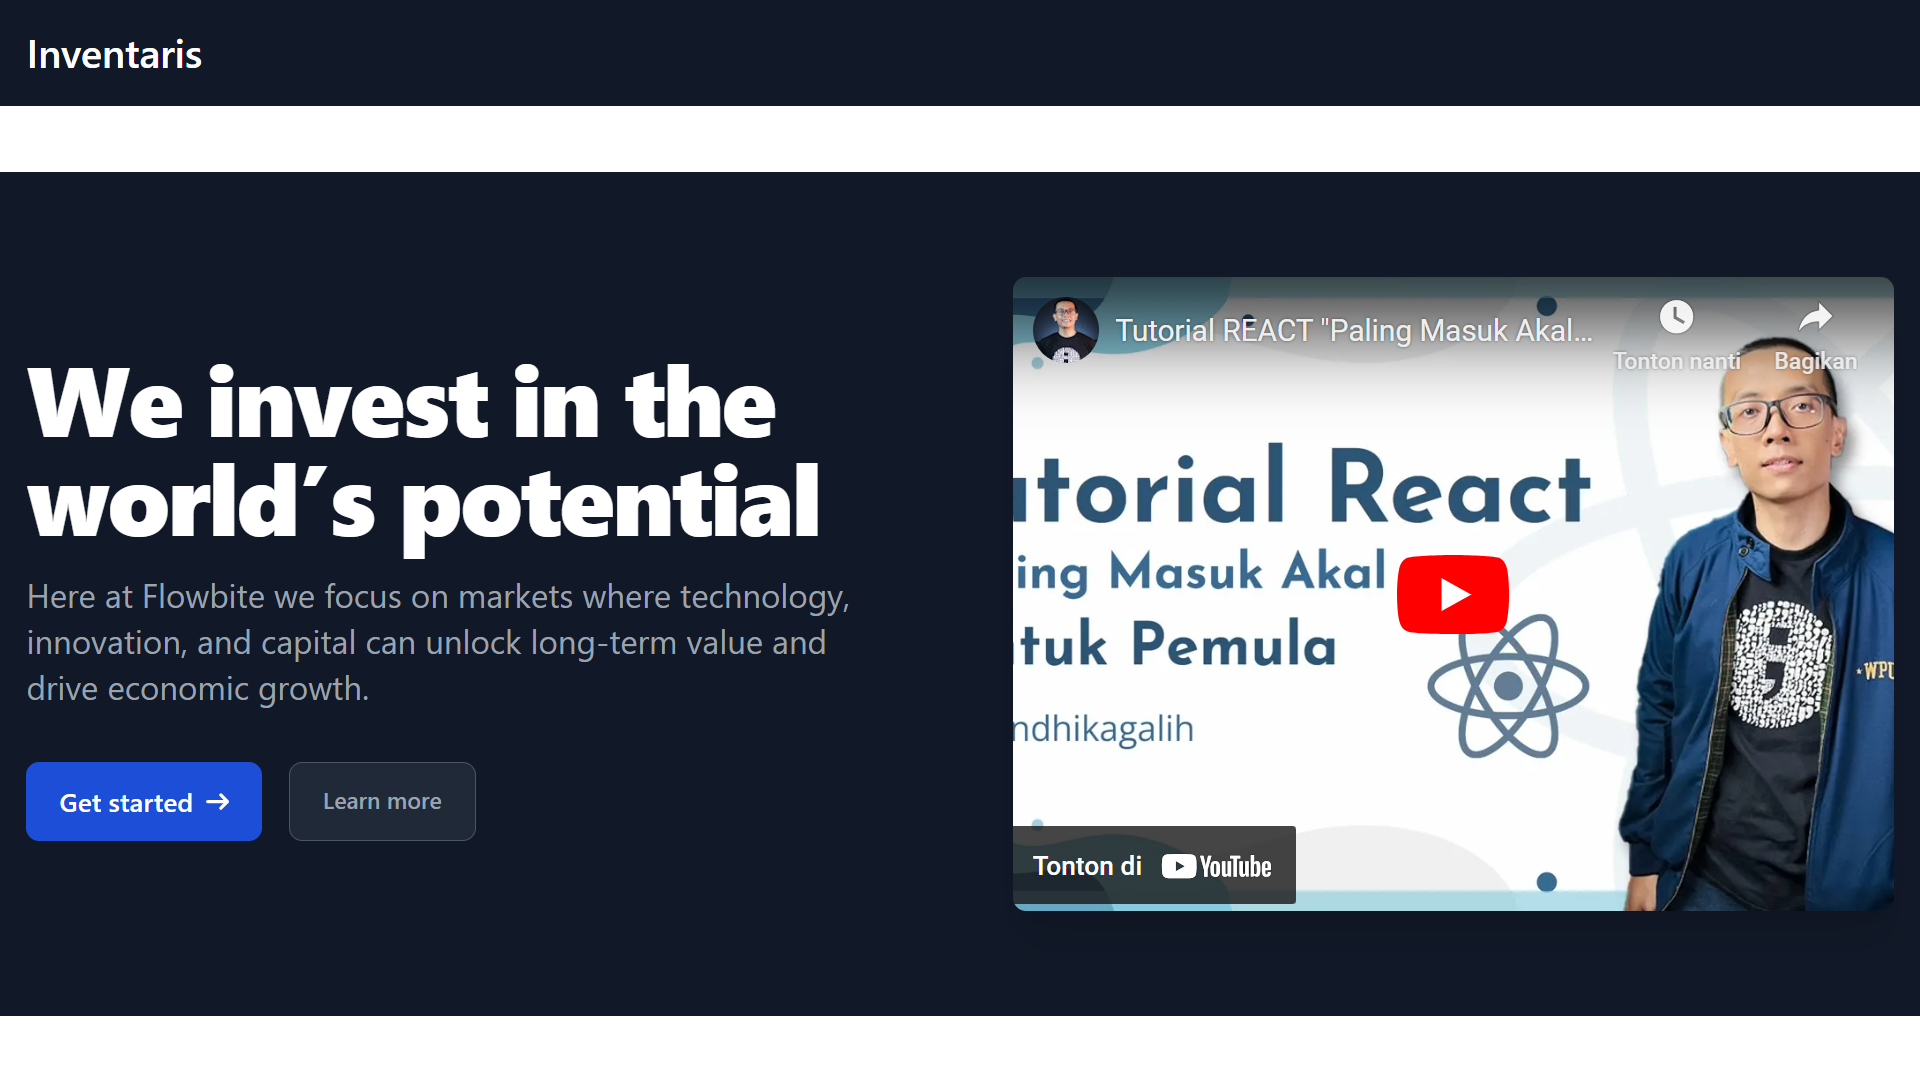 Inventaris
We invest in the
world´s potential
Here at Flowbite we focus on markets where technology,
innovation, and capital can unlock long-term value and
drive economic growth.
Get started →
Learn more
Tutorial REACT "Paling Masuk Akal...
Tonton nanti
Bagikan
utorial React
ing Masuk Akal
tuk Pemula
ndhikagalih
WPU
Tonton di YouTube